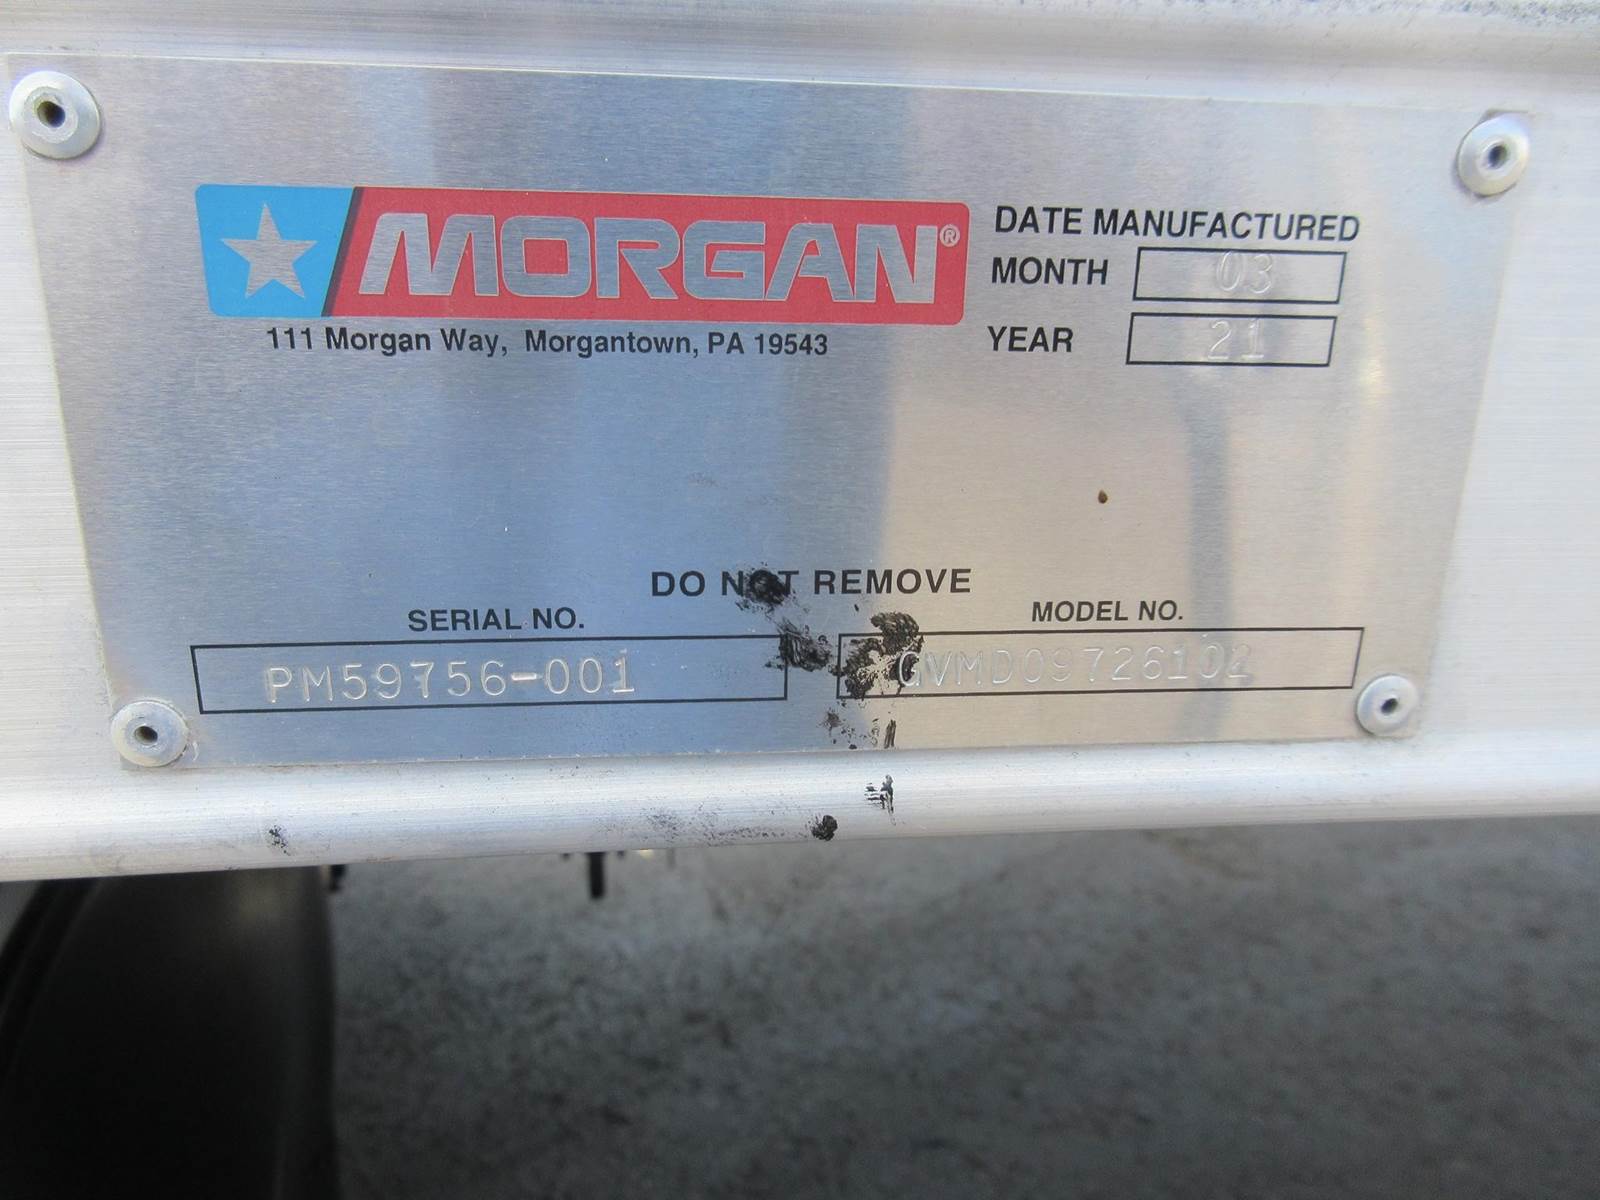 MORGAN®
111 Morgan Way, Morgantown, PA 19543
DATE MANUFACTURED
MONTH 03
YEAR 21
DO NOT REMOVE
SERIAL NO.
PM59756-001
MODEL NO.
GVMD09726102